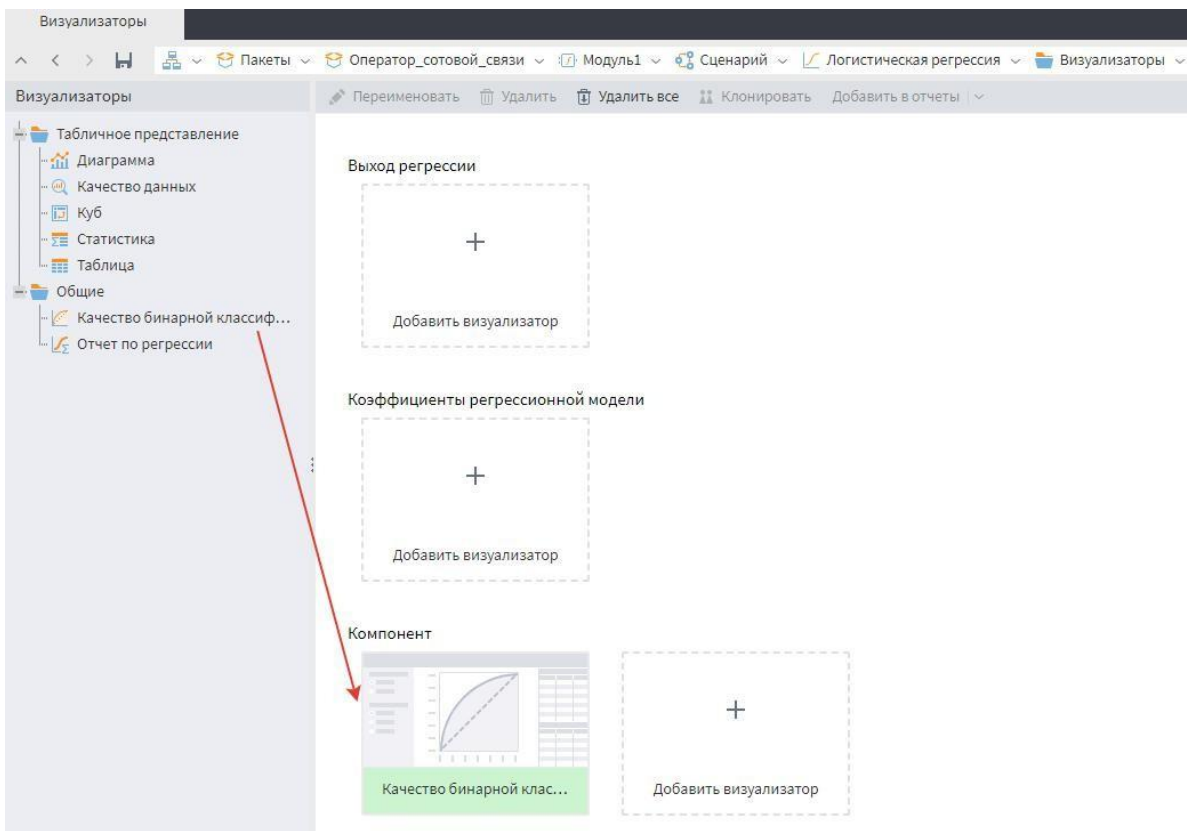 Визуализаторы
Пакеты Оператор_сотовой_связи Модуль1 Сценарий Логистическая регрессия Визуализаторы
Визуализаторы
Переименовать Удалить Удалить все Клонировать Добавить в отчеты
Табличное представление
Диаграмма
Качество данных
Куб
Статистика
Таблица
Общие
Качество бинарной классиф...
Отчет по регрессии
Выход регрессии
+
Добавить визуализатор
Коэффициенты регрессионной модели
+
Добавить визуализатор
Компонент
Качество бинарной клас...
+
Добавить визуализатор